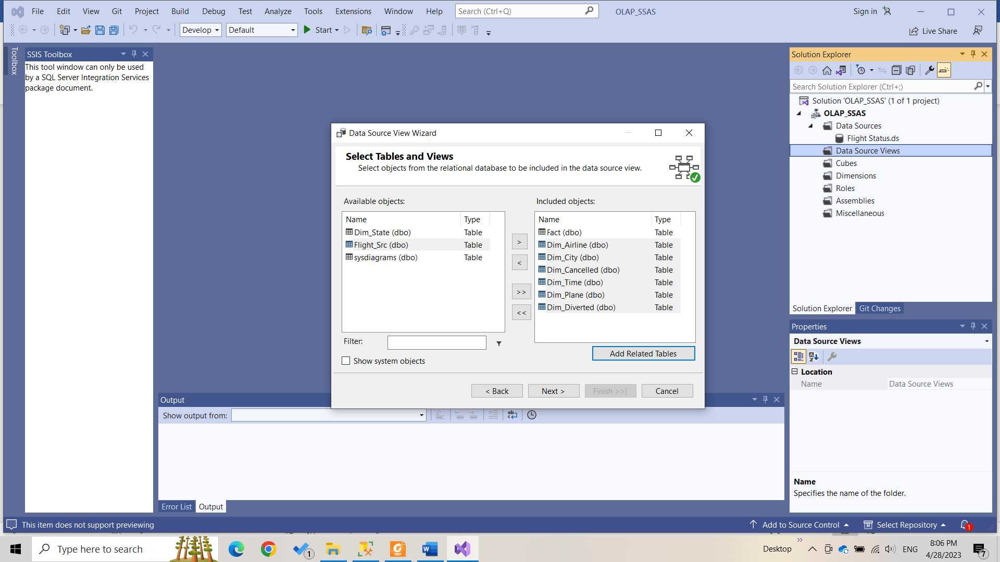 File Edit View Git Project Build Debug Test Analyze Tools Extensions Window Help Search (Ctrl+Q) OLAP_SSAS Sign in
Develop Default Start Live Share
Toolbox
SSIS Toolbox
This tool window can only be used
by a SQL Server Integration Services
package document.
Data Source View Wizard
Select Tables and Views
Select objects from the relational database to be included in the data source view.
Available objects:
Name Type
Dim_State (dbo) Table
Flight_Src (dbo) Table
sysdiagrams (dbo) Table
Filter:
Show system objects
>
<
>>
<<
Included objects:
Name Type
Fact (dbo) Table
Dim_Airline (dbo) Table
Dim_City (dbo) Table
Dim_Cancelled (dbo) Table
Dim_Time (dbo) Table
Dim_Plane (dbo) Table
Dim_Diverted (dbo) Table
Add Related Tables
< Back Next > Finish >>| Cancel
Output
Show output from:
Error List Output
Solution Explorer
Search Solution Explorer (Ctrl+;)
Solution 'OLAP_SSAS' (1 of 1 project)
OLAP_SSAS
Data Sources
Flight Status.ds
Data Source Views
Cubes
Dimensions
Roles
Assemblies
Miscellaneous
Solution Explorer Git Changes
Properties
Data Source Views
Location
Name Data Source Views
Name
Specifies the name of the folder.
This item does not support previewing Add to Source Control Select Repository 1
Type here to search 1 Desktop ENG 8:06 PM
4/28/2023 7